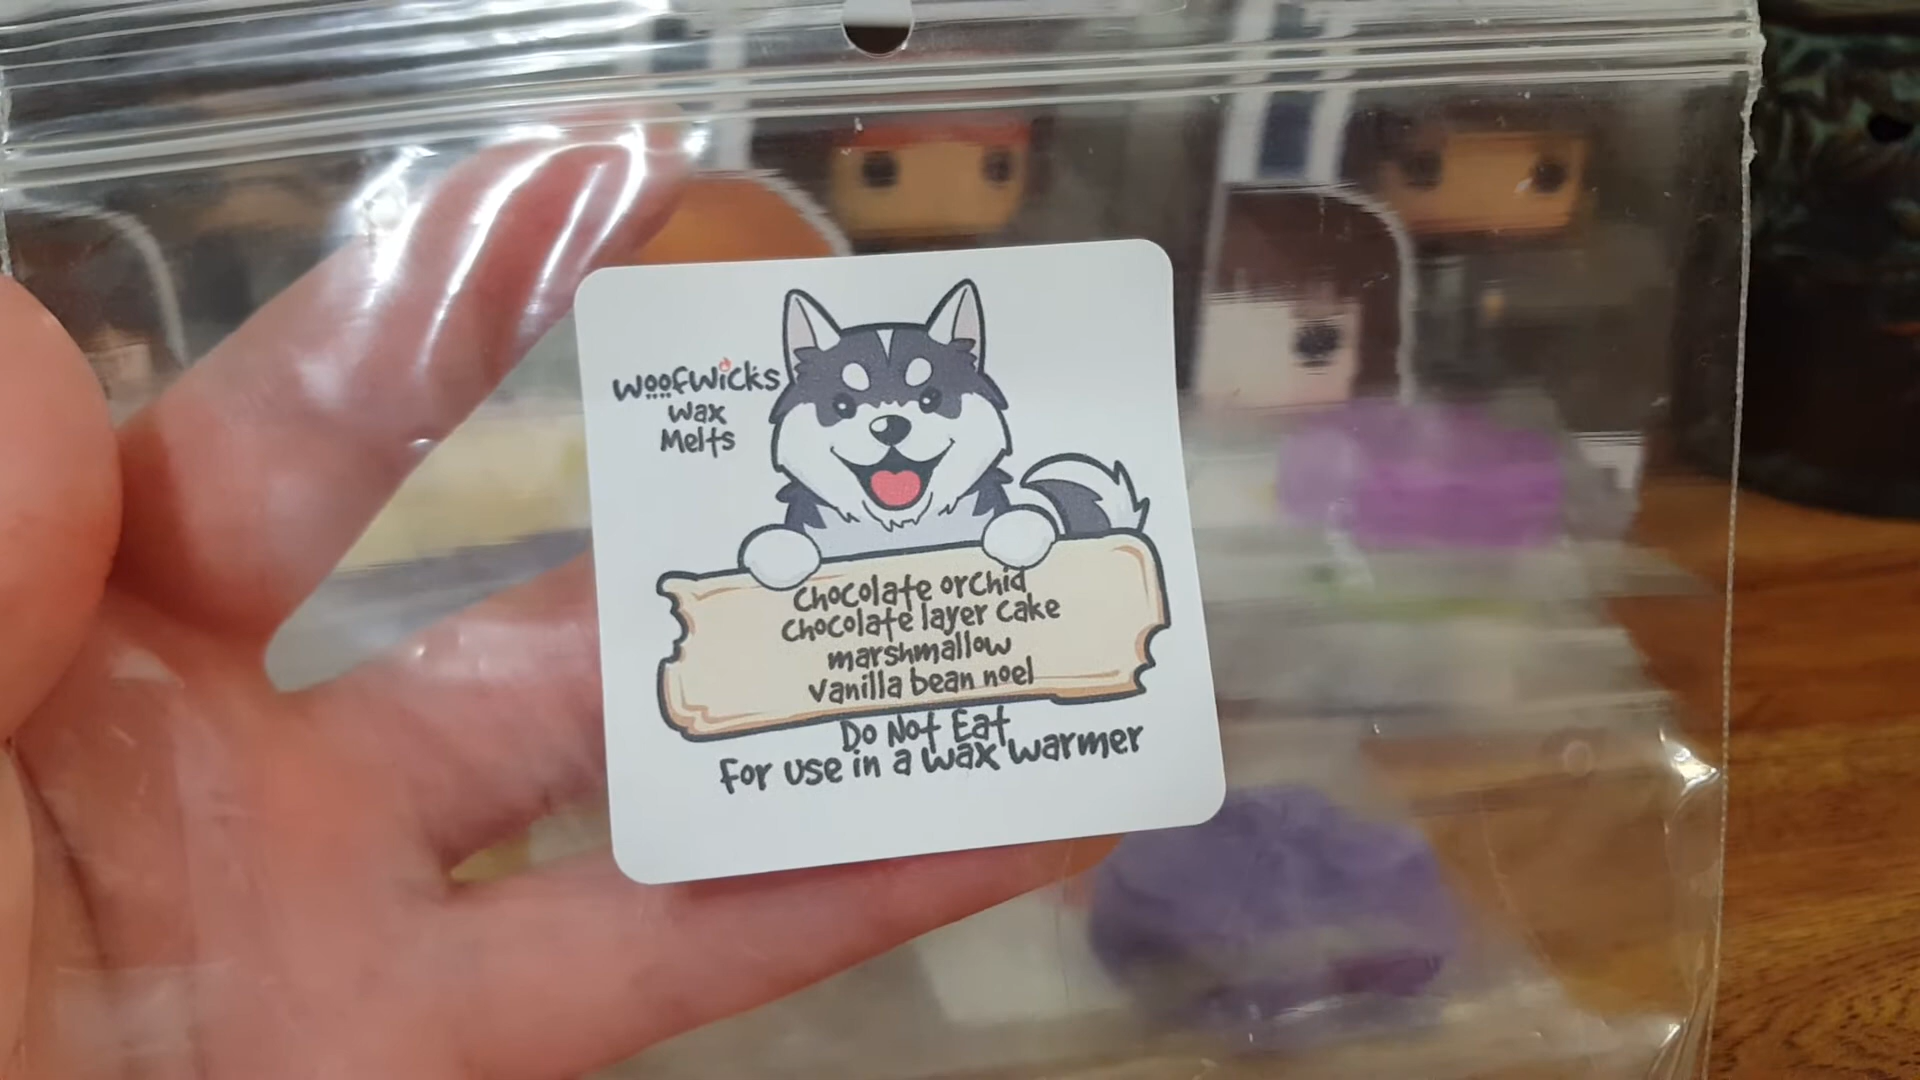 woofwicks
wax
Melts
Chocolate orchid
chocolate layer cake
marshmallow
vanilla bean noel
Do Not Eat
for use in a wax warmer